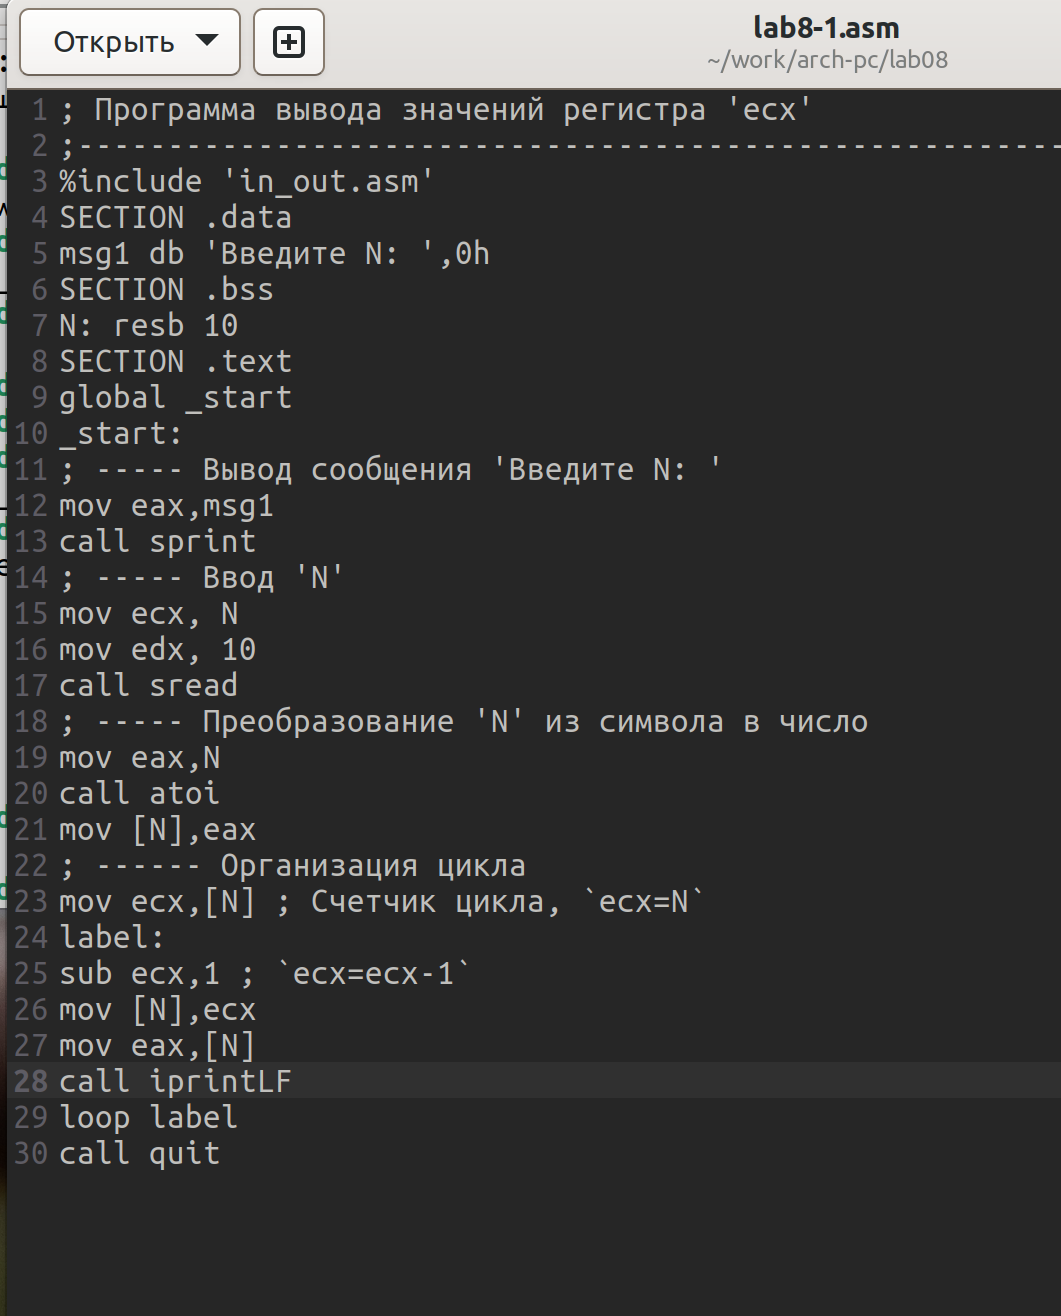 Открыть
lab8-1.asm
~/work/arch-pc/lab08
1 ; Программа вывода значений регистра 'ecx'
2 ;-------------------------------------------------------
3 %include 'in_out.asm'
4 SECTION .data
5 msg1 db 'Введите N: ',0h
6 SECTION .bss
7 N: resb 10
8 SECTION .text
9 global _start
10 _start:
11 ; ----- Вывод сообщения 'Введите N: '
12 mov eax,msg1
13 call sprint
14 ; ----- Ввод 'N'
15 mov ecx, N
16 mov edx, 10
17 call sread
18 ; ----- Преобразование 'N' из символа в число
19 mov eax,N
20 call atoi
21 mov [N],eax
22 ; ------ Организация цикла
23 mov ecx,[N] ; Счетчик цикла, `ecx=N`
24 label:
25 sub ecx,1 ; `ecx=ecx-1`
26 mov [N],ecx
27 mov eax,[N]
28 call iprintLF
29 loop label
30 call quit